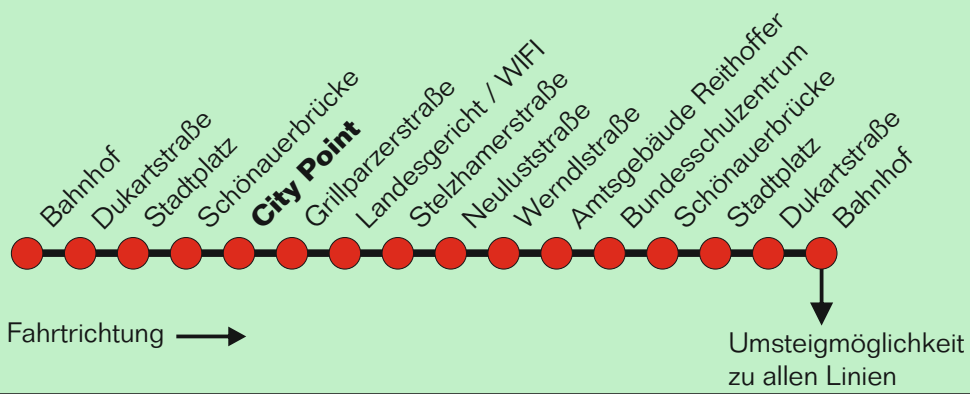 Bahnhof
Dukartstraße
Stadtplatz
Schönauerbrücke
City Point
Grillparzerstraße
Landesgericht / WIFI
Stelzhamerstraße
Neuluststraße
Werndlstraße
Amtsgebäude Reithoffer
Bundesschulzentrum
Schönauerbrücke
Stadtplatz
Dukartstraße
Bahnhof
Fahrtrichtung
Umsteigmöglichkeit
zu allen Linien